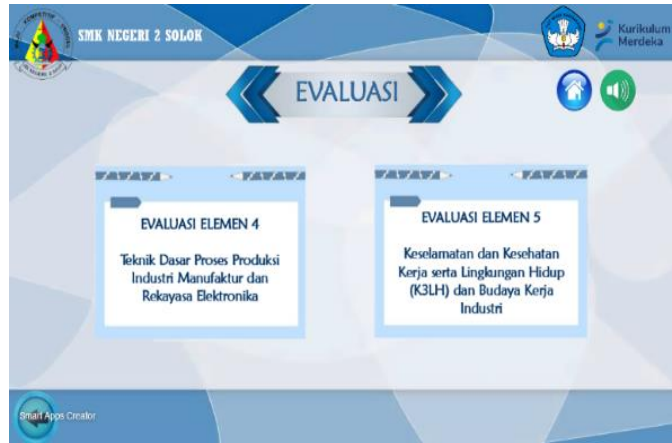 SMK NEGERI 2 SOLOK
Kurikulum
Merdeka
EVALUASI
EVALUASI ELEMEN 4
Teknik Dasar Proses Produksi
Industri Manufaktur dan
Rekayasa Elektronika
EVALUASI ELEMEN 5
Keselamatan dan Kesehatan
Kerja serta Lingkungan Hidup
(K3LH) dan Budaya Kerja
Industri
Smart Apps Creator